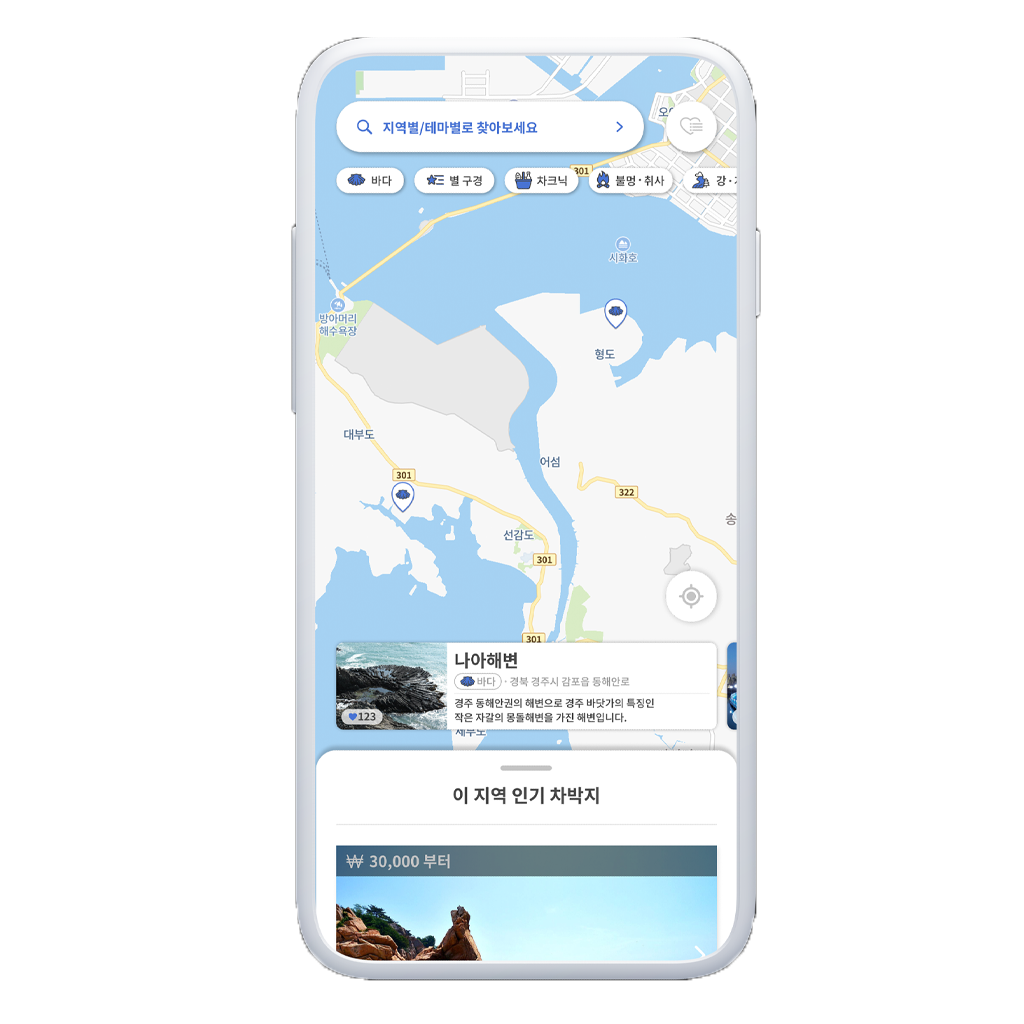 지역별/테마별로 찾아보세요
바다
별 구경
차크닉
301
불멍·취사
강·
시화호
방아머리
해수욕장
형도
대부도
301
어섬
322
선감도
301
301
나아해변
바다 · 경북 경주시 감포읍 동해안로
경주 동해안권의 해변으로 경주 바닷가의 특징인
작은 자갈의 몽돌해변을 가진 해변입니다.
123
이 지역 인기 차박지
₩ 30,000 부터